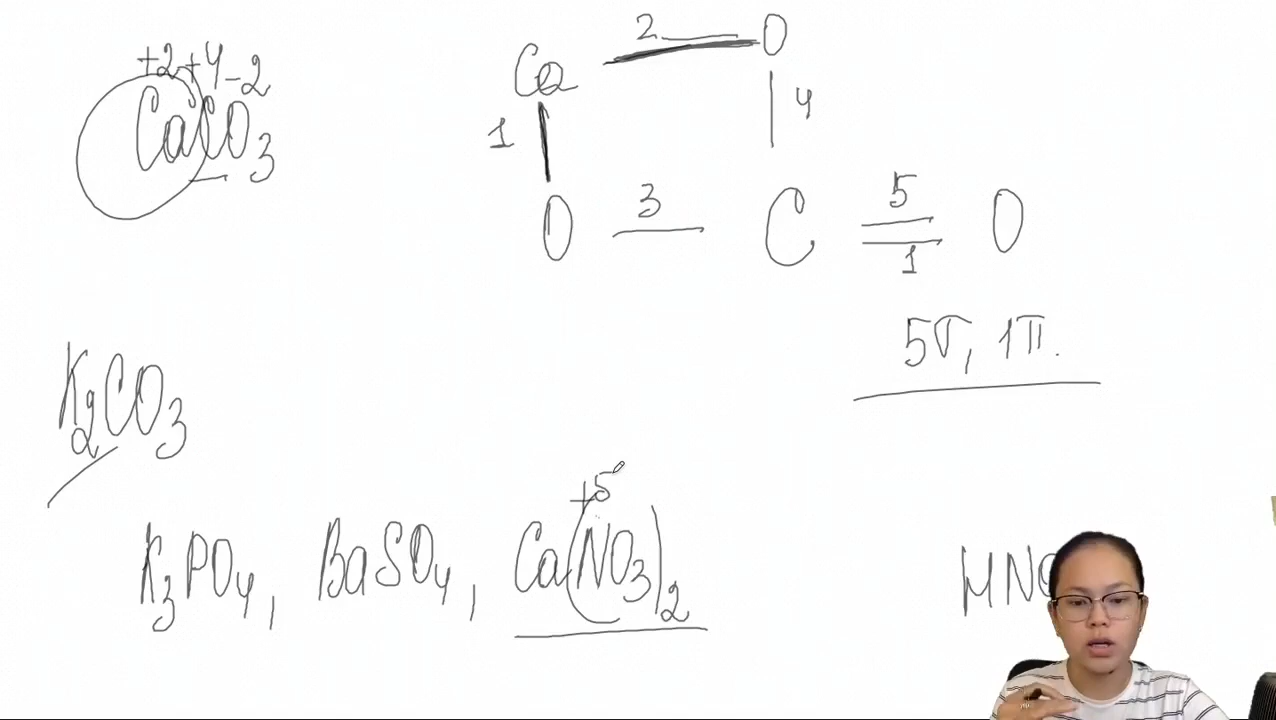 +2 +4 -2
CaCO3
2
Ca O
1 4
3 5
O C O
1
5σ, 1π.
K2CO3
+5
K3PO4, BaSO4, Ca(NO3)2